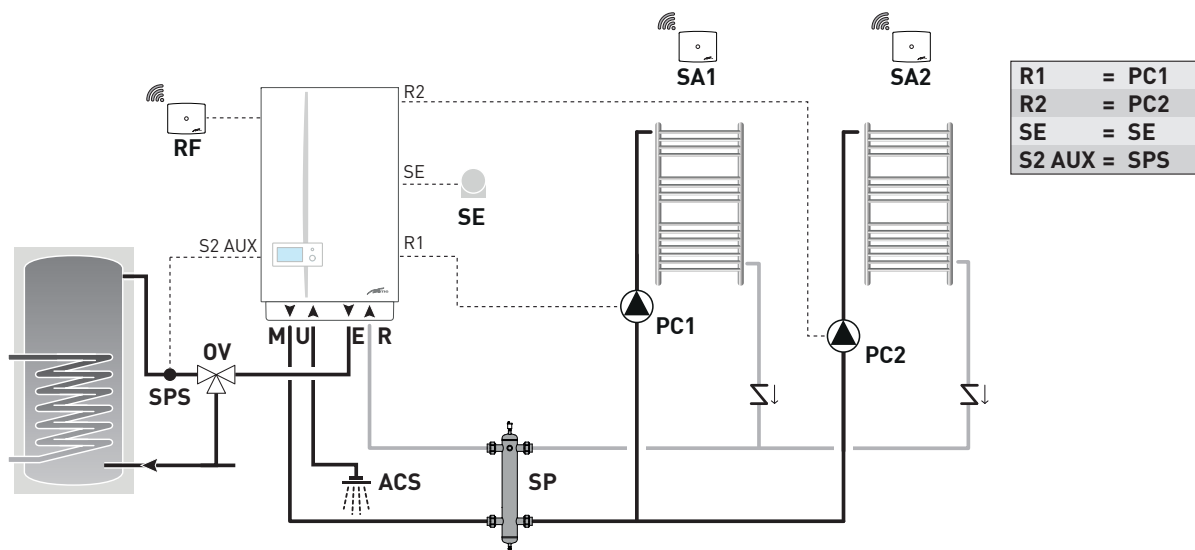 SA1
SA2
R1 = PC1
R2 = PC2
SE = SE
S2 AUX = SPS
R2
RF
SE
SE
S2 AUX
R1
M U E R
PC1
PC2
OV
SPS
ACS
SP